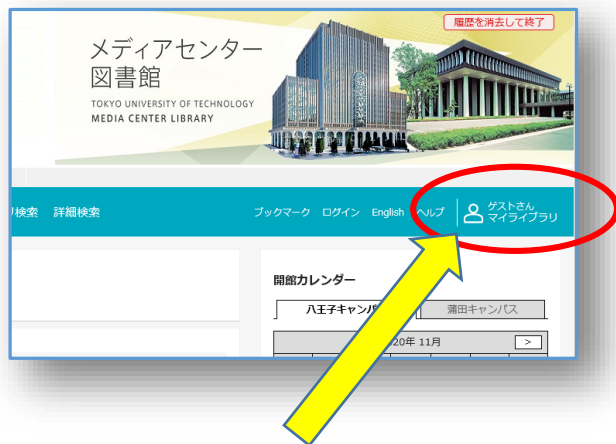 履歴を消去して終了
メディアセンター
図書館
TOKYO UNIVERSITY OF TECHNOLOGY
MEDIA CENTER LIBRARY
検索 詳細検索 ブックマーク ログイン English ヘルプ ゲストさん
マイライブラリ
開館カレンダー
八王子キャンパ 蒲田キャンパス
20年 11月 >